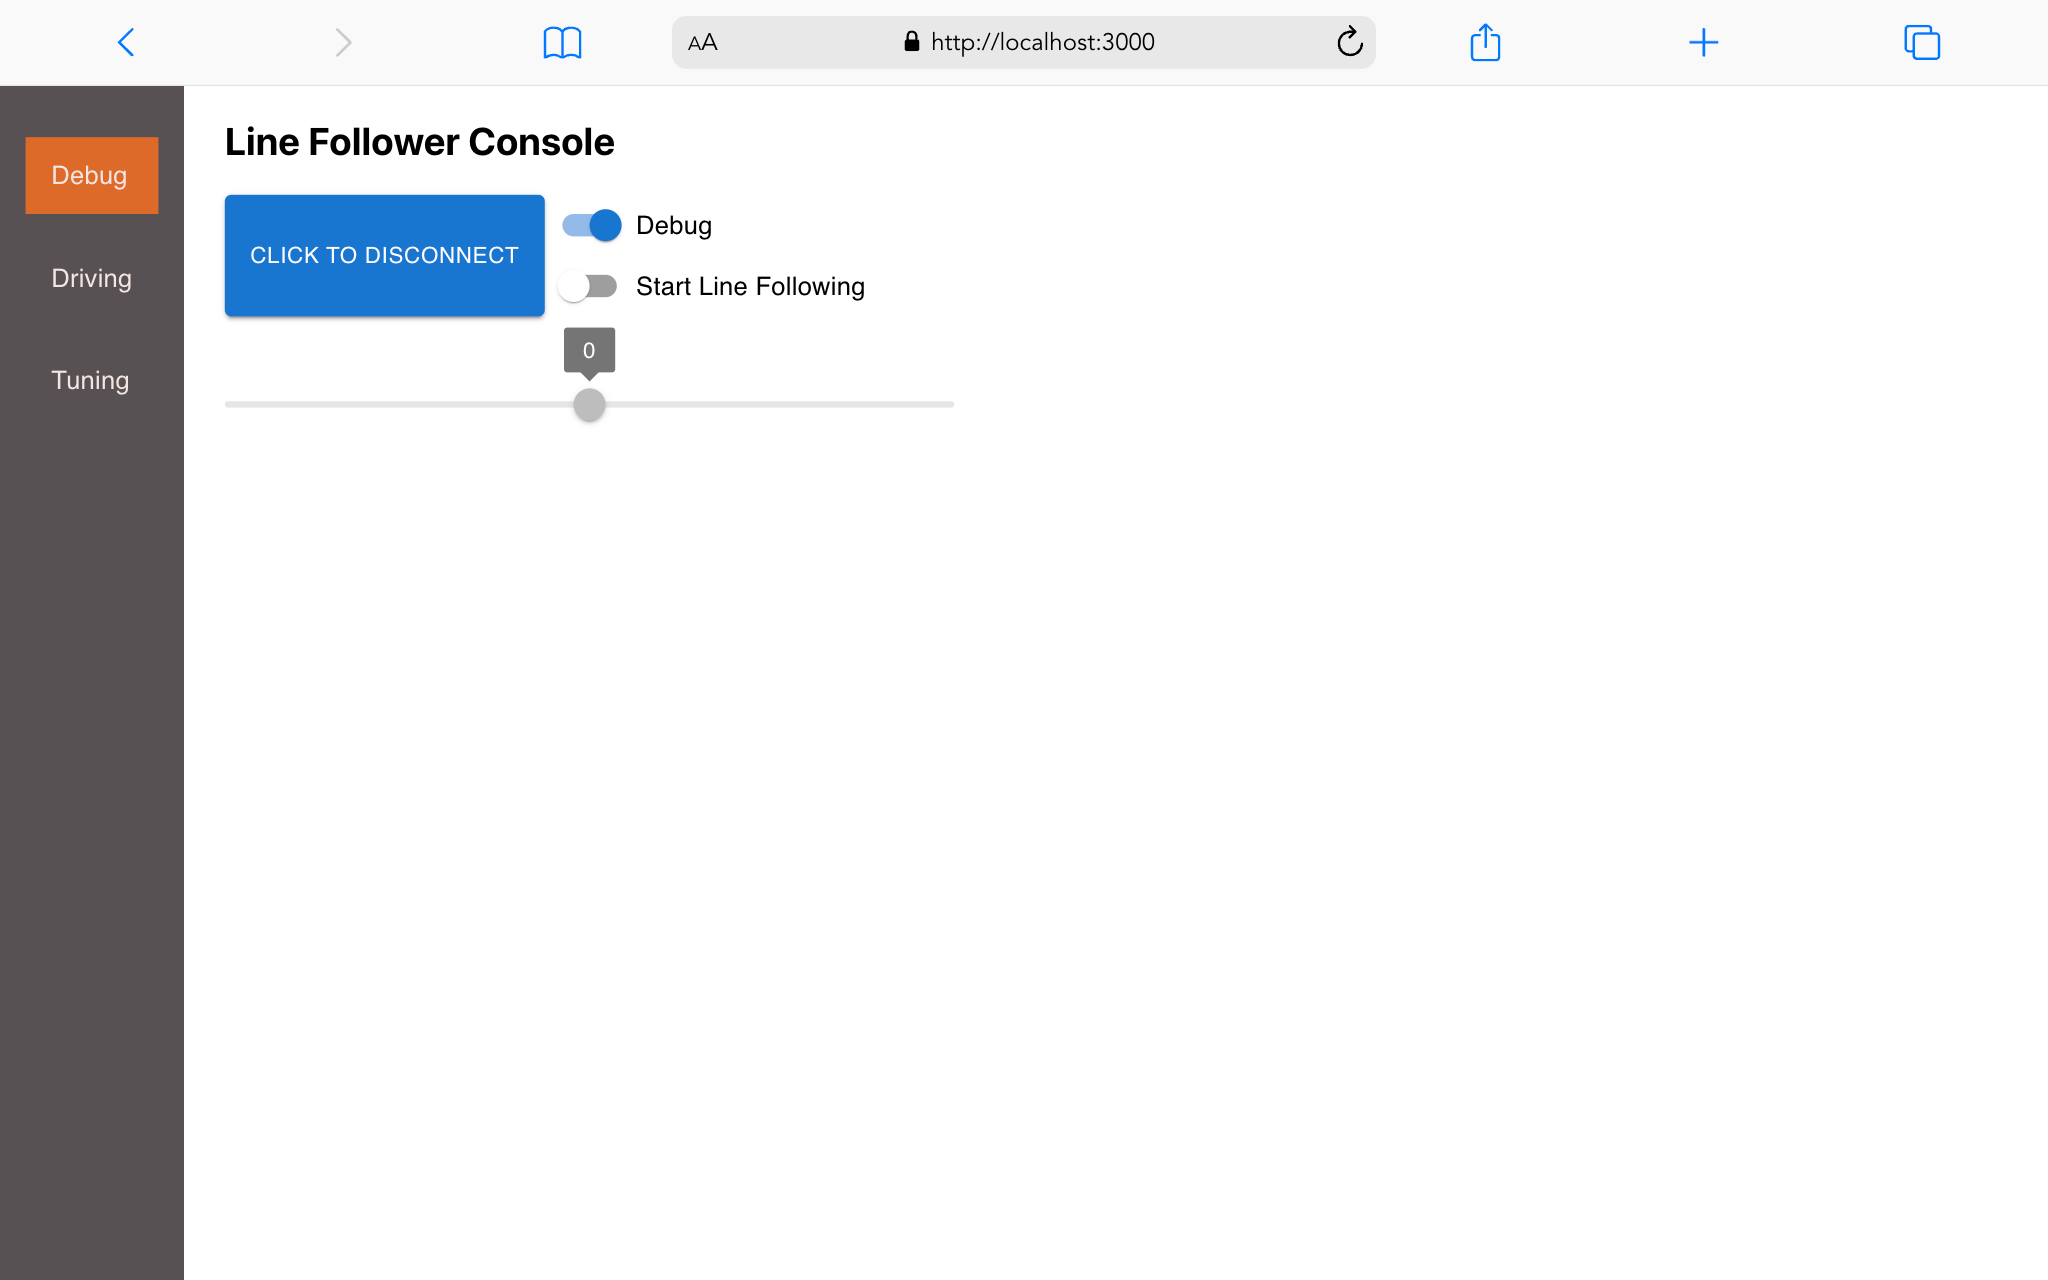 AA
http://localhost:3000
Debug
Driving
Tuning
Line Follower Console
CLICK TO DISCONNECT
Debug
Start Line Following
0